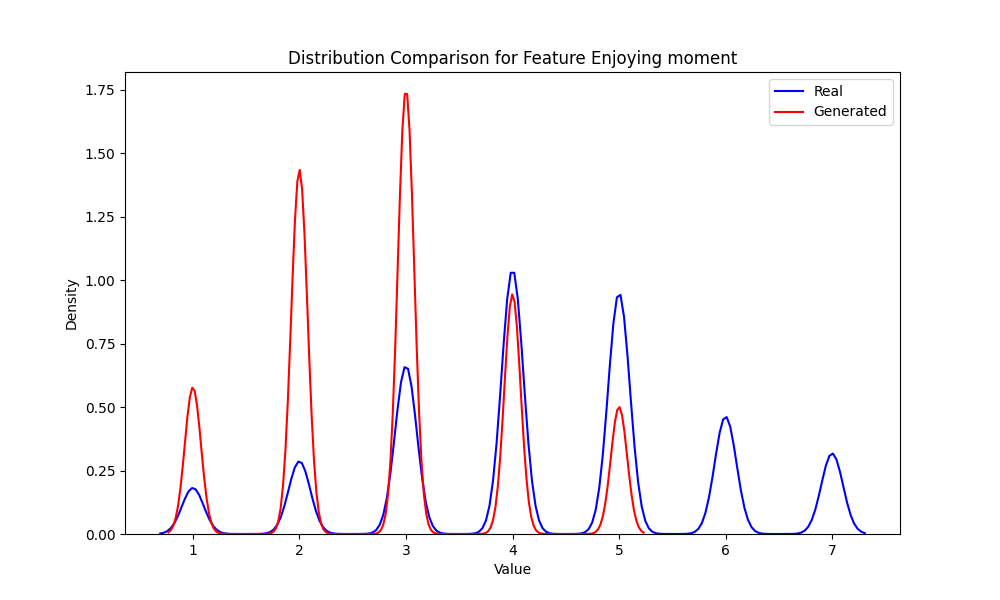 Distribution Comparison for Feature Enjoying moment
Real
Generated
1.75
1.50
1.25
1.00
0.75
0.50
0.25
0.00
Density
1 2 3 4 5 6 7
Value